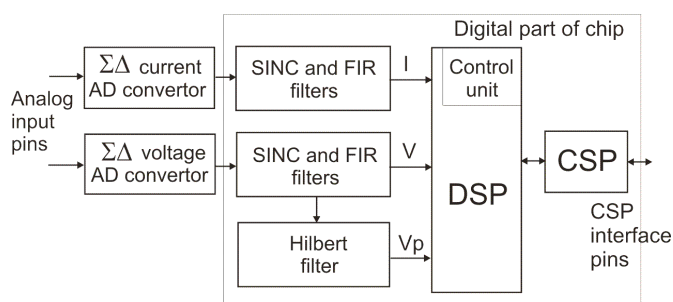 Digital part of chip
Analog
input
pins
ΣΔ current
AD convertor
SINC and FIR
filters
I
Control
unit
ΣΔ voltage
AD convertor
SINC and FIR
filters
V
DSP
CSP
Hilbert
filter
Vp
CSP
interface
pins